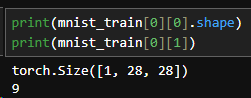 print(mnist_train[0][0].shape)
print(mnist_train[0][1])
torch.Size([1, 28, 28])
9